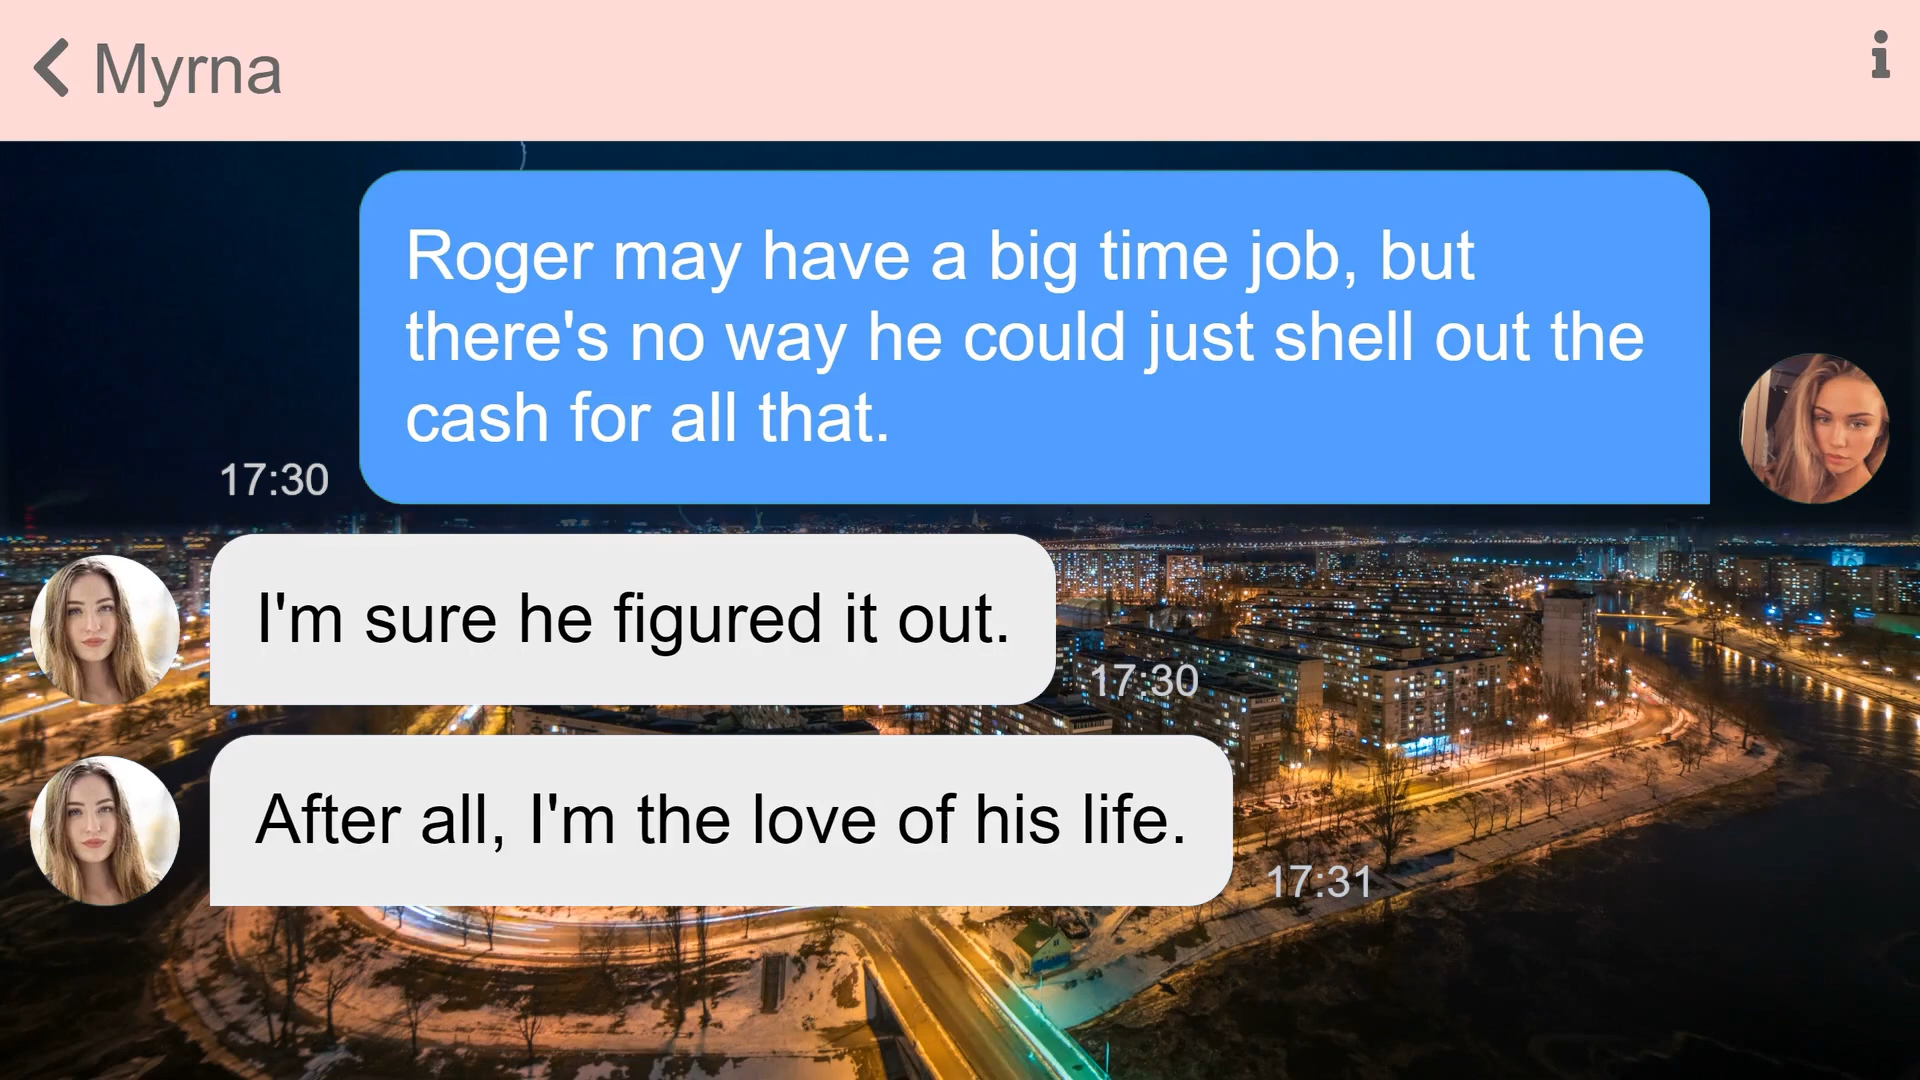 Myrna
Roger may have a big time job, but
there's no way he could just shell out the
cash for all that.
17:30
I'm sure he figured it out.
17:30
After all, I'm the love of his life.
17:31